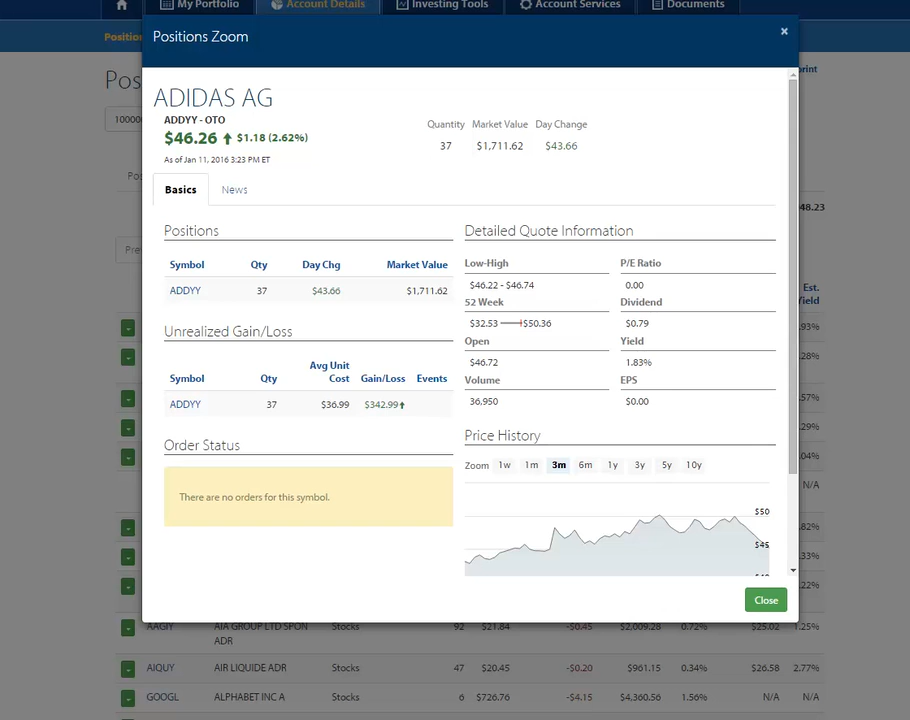 My Portfolio Account Details Investing Tools Account Services Documents
Position
Positions Zoom ×
Pos
ADIDAS AG
ADDYY - OTO
$46.26 $1.18 (2.62%)
As of Jan 11, 2016 3:23 PM ET
Quantity Market Value Day Change
37 $1,711.62 $43.66
10000
Basics News
Positions
Symbol Qty Day Chg Market Value
ADDYY 37 $43.66 $1,711.62
Unrealized Gain/Loss
Symbol Qty Avg Unit Cost Gain/Loss Events
ADDYY 37 $36.99 $342.99
Order Status
There are no orders for this symbol.
Detailed Quote Information
Low-High P/E Ratio
$46.22 - $46.74 0.00
52 Week Dividend
$32.53 $50.36 $0.79
Open Yield
$46.72 1.83%
Volume EPS
36,950 $0.00
Price History
Zoom 1w 1m 3m 6m 1y 3y 5y 10y
$50
$45
Close
48.23
Est.
Yield
N/A
AAGIY AIA GROUP LTD SPON Stocks 92 $21.84 -$0.45 $2,009.28 0.72% $25.02 1.25%
ADR
AIQUY AIR LIQUIDE ADR Stocks 47 $20.45 -$0.20 $961.15 0.34% $26.58 2.77%
GOOGL ALPHABET INC A Stocks 6 $726.76 -$4.15 $4,360.56 1.56% N/A N/A